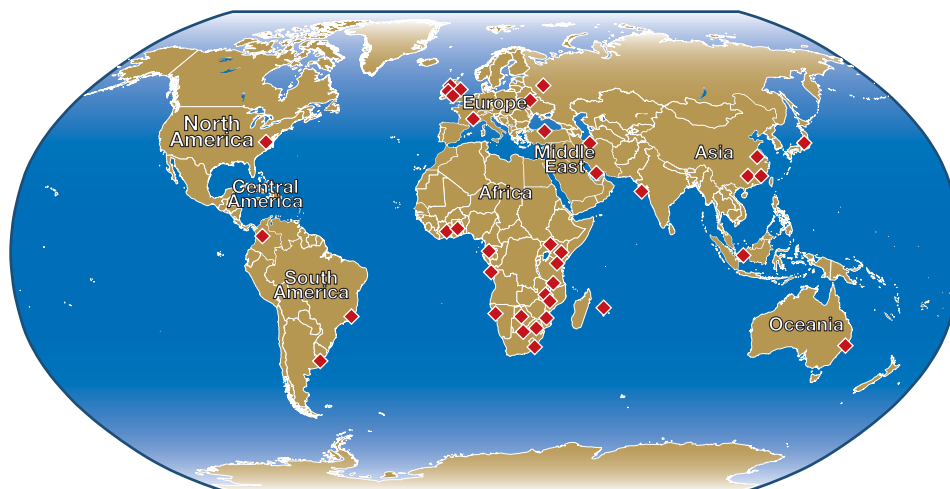 North
America
Central
America
South
America
Europe
Middle
East
Africa
Asia
Oceania